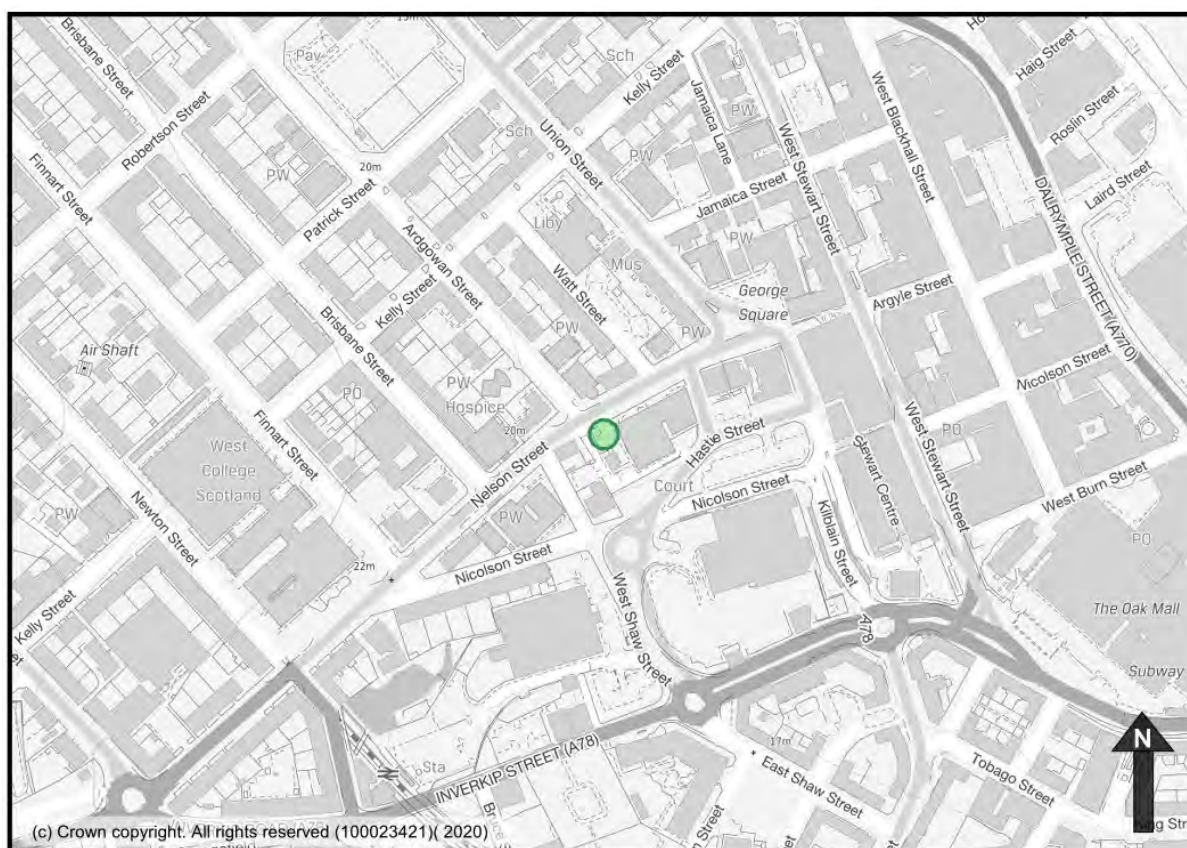 Brisbane Street
Pav
Sch
Haig Street
Robertson Street
Kelly Street
Jamaica Lane
PW
West Blackhall Street
Roslin Street
Finnart Street
Sch
Union Street
PW
West Stewart Street
20m
PW
Patrick Street
Jamaica Street
DALRYMPLE STREET (A770)
Laird Street
Ardgowan Street
Liby
Mus
PW
Watt Street
George
Square
Argyle Street
Kelly Street
Brisbane Street
PW
Air Shaft
PW
Hospice
PO
20m
Nicolson Street
Finnart Street
West
College
Scotland
Nelson Street
Hastie Street
West Stewart Street
PO
Court
Nicolson Street
Stewart Centre
West Burn Street
Newton Street
PW
PW
Kilblain Street
PO
22m
Nicolson Street
West Shaw Street
The Oak Mall
Kelly Street
A78
Subway
17m
N
Sta
INVERKIP STREET (A78)
East Shaw Street
Tobago Street
(c) Crown copyright. All rights reserved (100023421)( 2020)